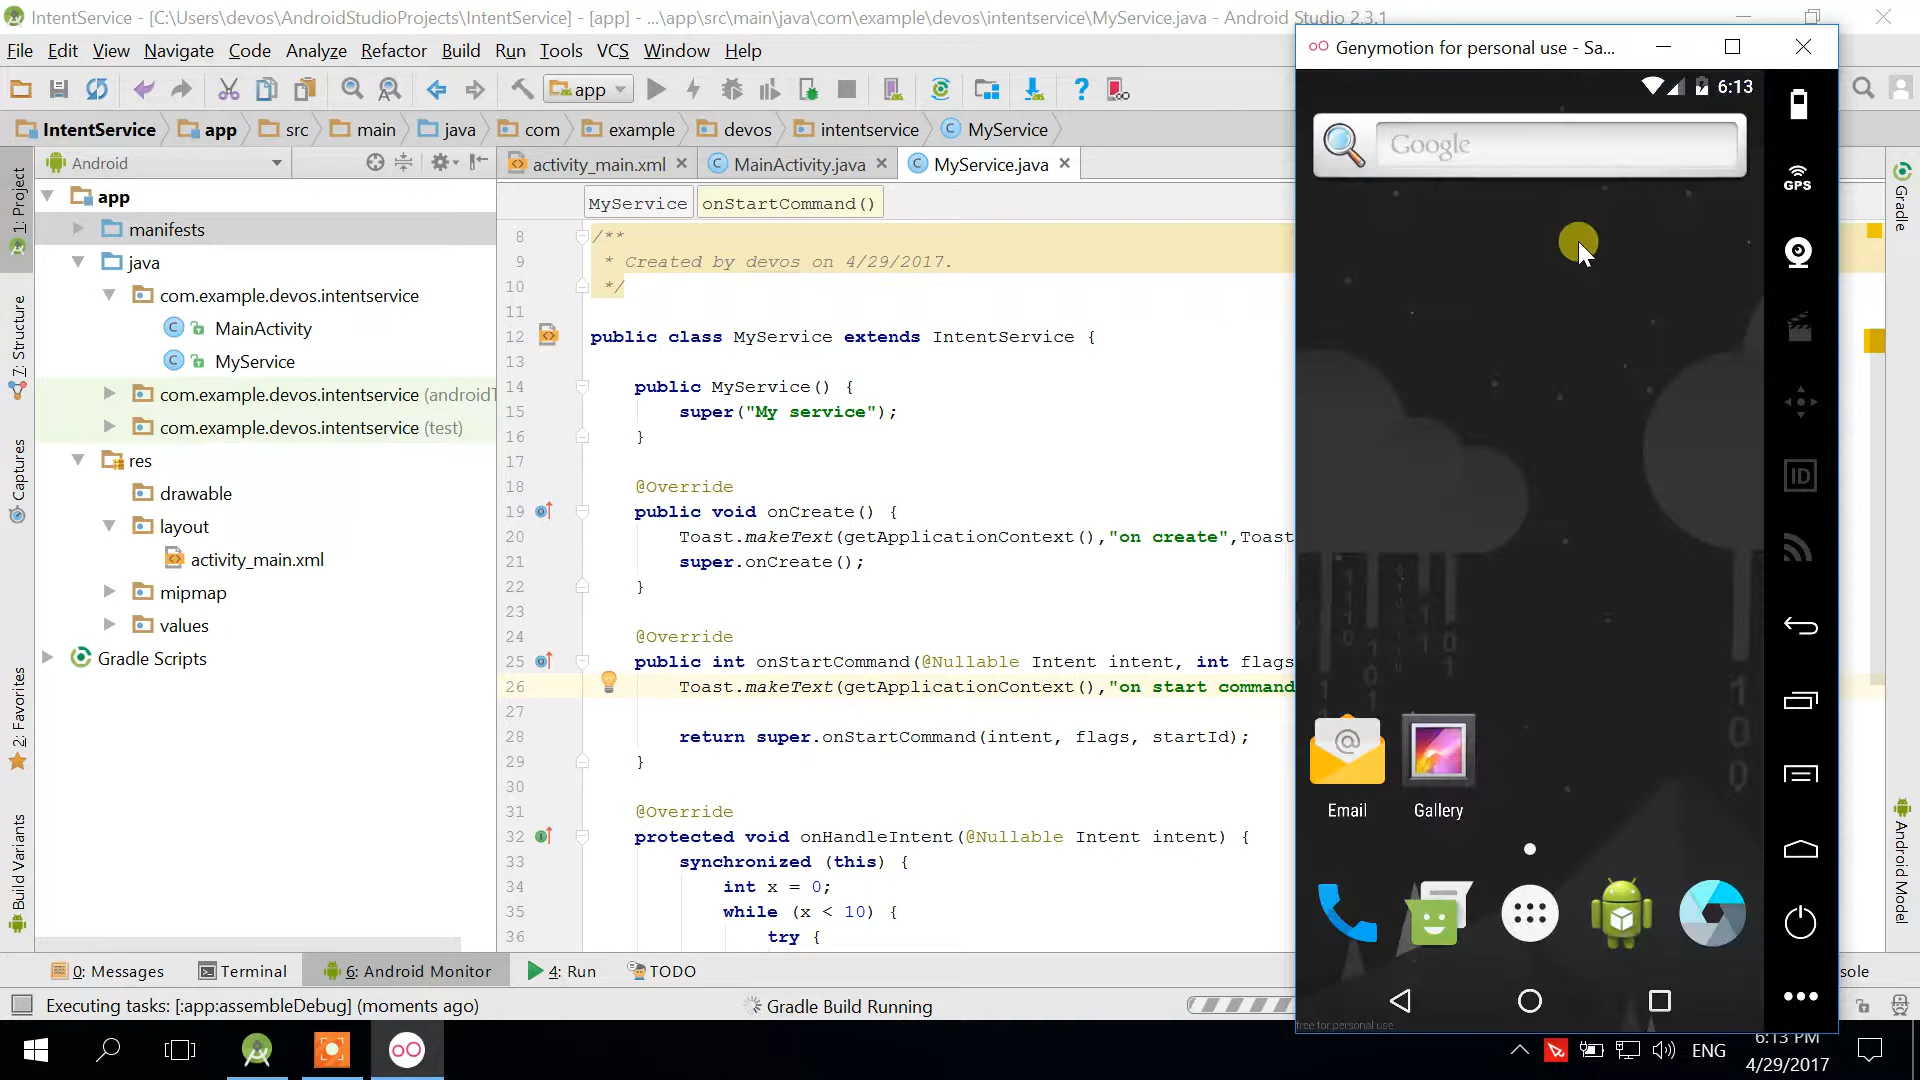 IntentService - [C:\Users\devos\AndroidStudioProjects\IntentService] - [app] - ...\app\src\main\java\com\example\devos\intentservice\MyService.java - Android Studio 2.3.1
File Edit View Navigate Code Analyze Refactor Build Run Tools VCS Window Help
app
IntentService app src main java com example devos intentservice MyService
Android
activity_main.xml MainActivity.java MyService.java
MyService onStartCommand()
1: Project
7: Structure
Captures
2: Favorites
Build Variants
app
manifests
java
com.example.devos.intentservice
MainActivity
MyService
com.example.devos.intentservice (androidT
com.example.devos.intentservice (test)
res
drawable
layout
activity_main.xml
mipmap
values
Gradle Scripts
8 /**
9 * Created by devos on 4/29/2017.
10 */
11
12 public class MyService extends IntentService {
13
14 public MyService() {
15 super("My service");
16 }
17
18 @Override
19 public void onCreate() {
20 Toast.makeText(getApplicationContext(),"on create",Toast
21 super.onCreate();
22 }
23
24 @Override
25 public int onStartCommand(@Nullable Intent intent, int flags
26 Toast.makeText(getApplicationContext(),"on start command
27
28 return super.onStartCommand(intent, flags, startId);
29 }
30
31 @Override
32 protected void onHandleIntent(@Nullable Intent intent) {
33 synchronized (this) {
34 int x = 0;
35 while (x < 10) {
36 try {
Genymotion for personal use - Sa...
6:13
Google
GPS
ID
Email
Gallery
free for personal use
Gradle
Android Model
0: Messages Terminal 6: Android Monitor 4: Run TODO
sole
Executing tasks: [:app:assembleDebug] (moments ago)
Gradle Build Running
ENG
6:13 PM
4/29/2017